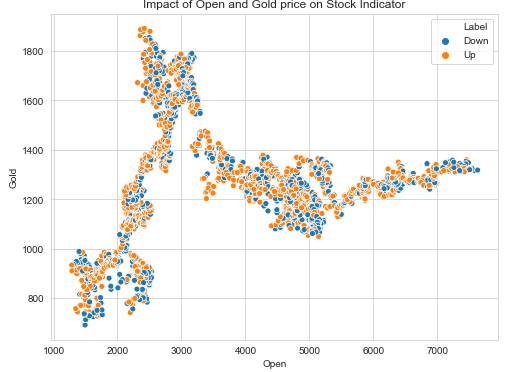 Impact of Open and Gold price on Stock Indicator
Label
Down
Up
1800
1600
1400
1200
1000
800
Gold
1000 2000 3000 4000 5000 6000 7000
Open